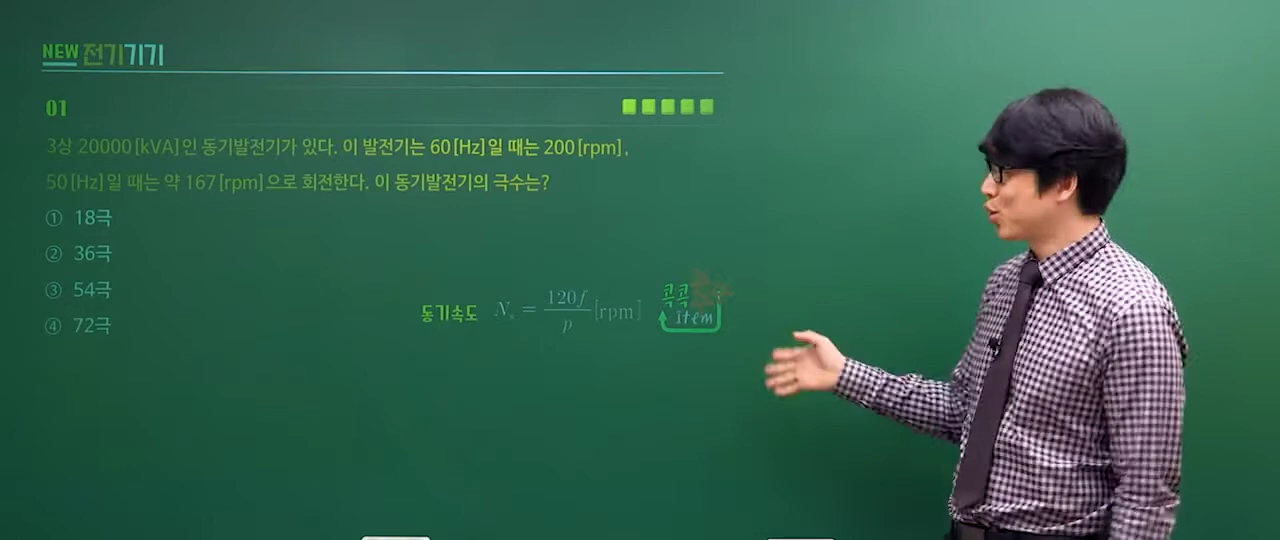 NEW 전기기기
01
3상 20000[kVA]인 동기발전기가 있다. 이 발전기는 60[Hz]일 때는 200[rpm],
50[Hz]일 때는 약 167[rpm]으로 회전한다. 이 동기발전기의 극수는?
① 18극
② 36극
③ 54극
④ 72극
동기속도 Nₛ = 120f/p [rpm]
콕콕
item